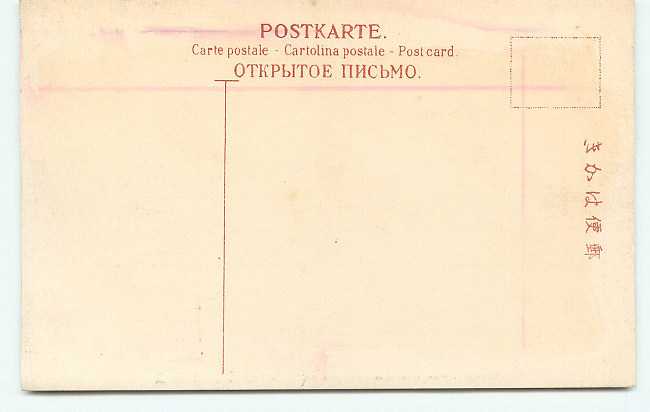 POSTKARTE.
Carte postale - Cartolina postale - Post card.
ОТКРЫТОЕ ПИСЬМО.
郵便はかき